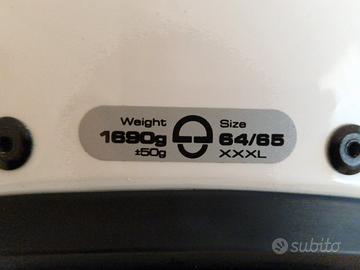 Weight Size
1690g 64/65
±50g XXXL
subito